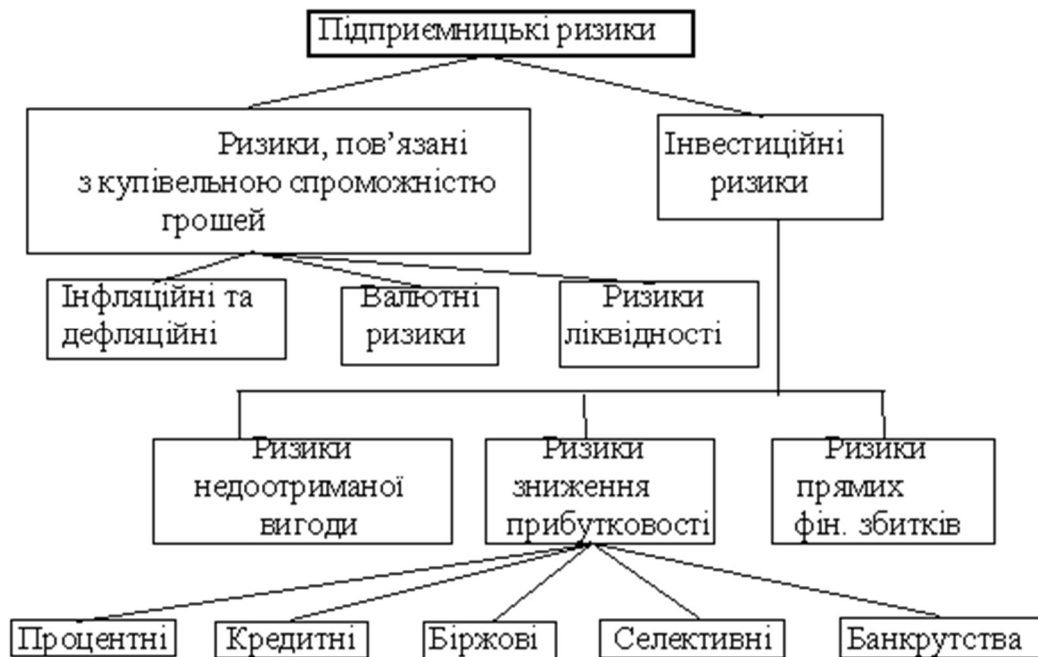 Підприємницькі ризики
Ризики, пов’язані
з купівельною спроможністю
грошей
Інвестиційні
ризики
Інфляційні та
дефляційні
Валютні
ризики
Ризики
ліквідності
Ризики
недоотриманої
вигоди
Ризики
зниження
прибутковості
Ризики
прямих
фін. збитків
Процентні
Кредитні
Біржові
Селективні
Банкрутства